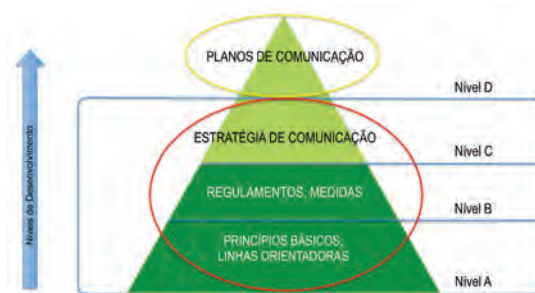 PLANOS DE COMUNICAÇÃO
Nível D
ESTRATÉGIA DE COMUNICAÇÃO
Nível C
REGULAMENTOS, MEDIDAS
Nível B
PRINCÍPIOS BÁSICOS,
LINHAS ORIENTADORAS
Nível A
Níveis de Desenvolvimento